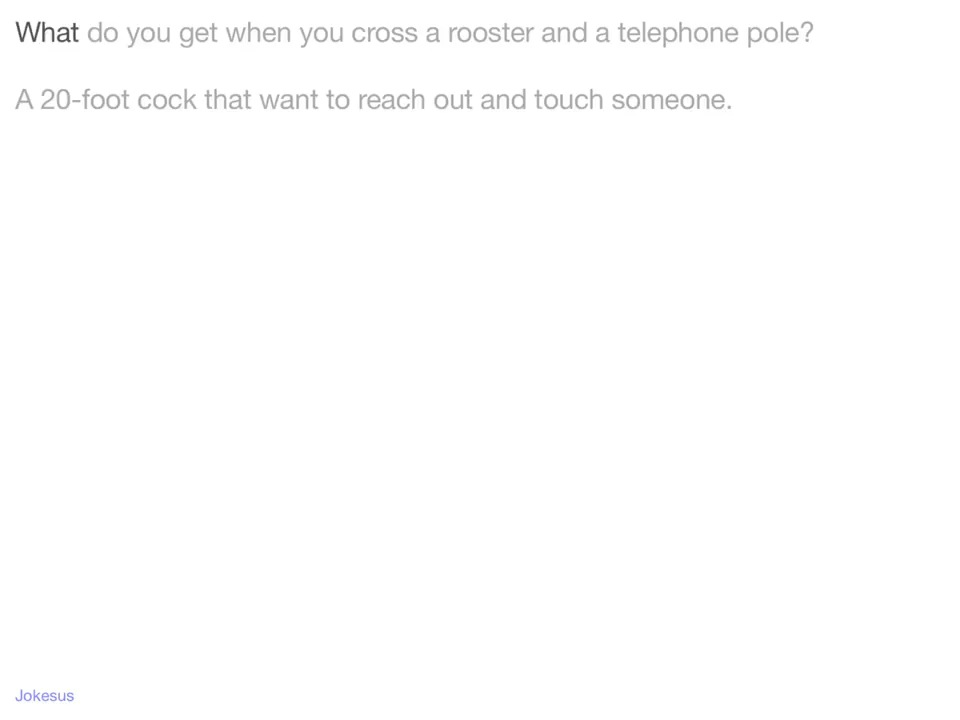 What do you get when you cross a rooster and a telephone pole?
A 20-foot cock that want to reach out and touch someone.
Jokesus